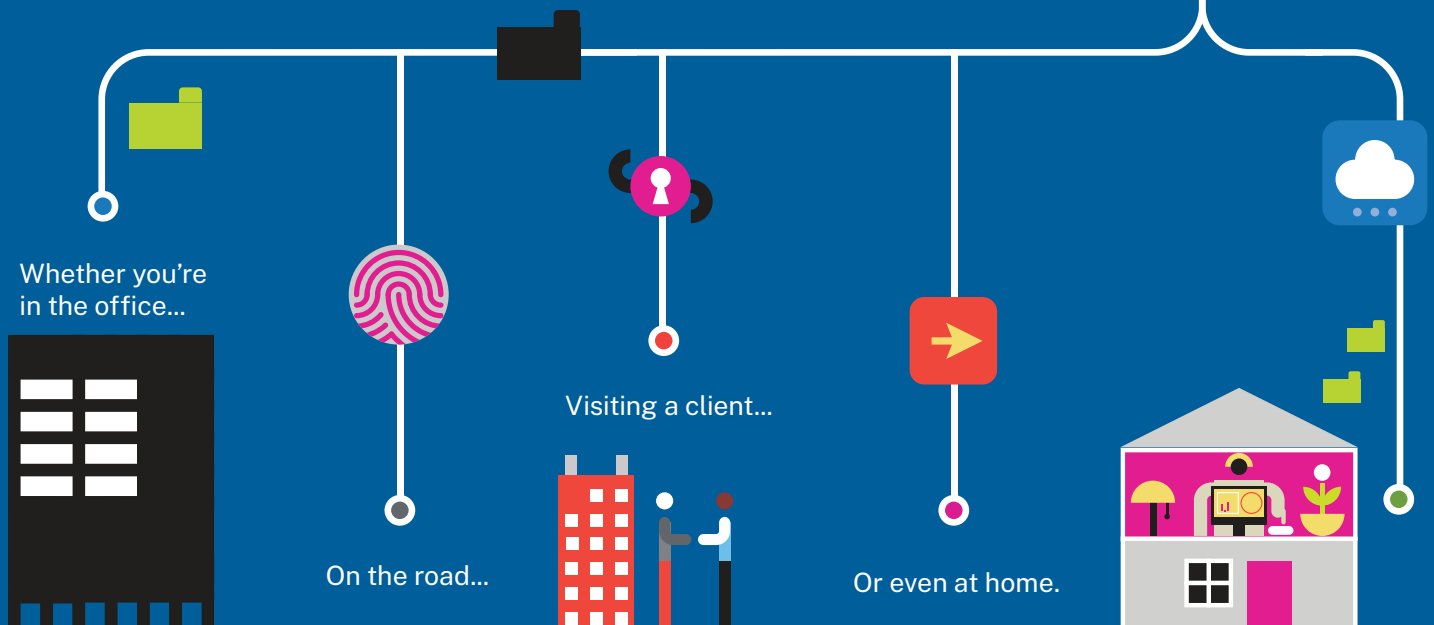 Whether you’re
in the office...
On the road...
Visiting a client...
Or even at home.